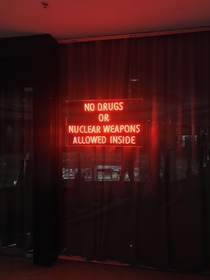 NO DRUGS
OR
NUCLEAR WEAPONS
ALLOWED INSIDE